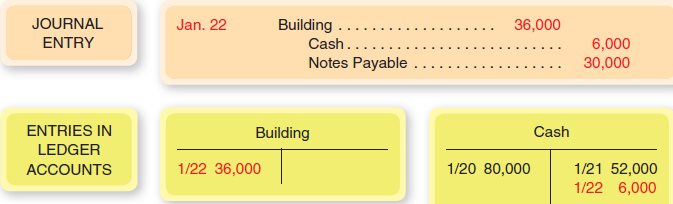 JOURNAL
ENTRY
Jan. 22 Building . . . . . . . . . . . . . . . . . . . 36,000
Cash . . . . . . . . . . . . . . . . . . . . . . . . . . 6,000
Notes Payable . . . . . . . . . . . . . . . . . . 30,000
ENTRIES IN
LEDGER
ACCOUNTS
Building
1/22 36,000
Cash
1/20 80,000 1/21 52,000
1/22 6,000